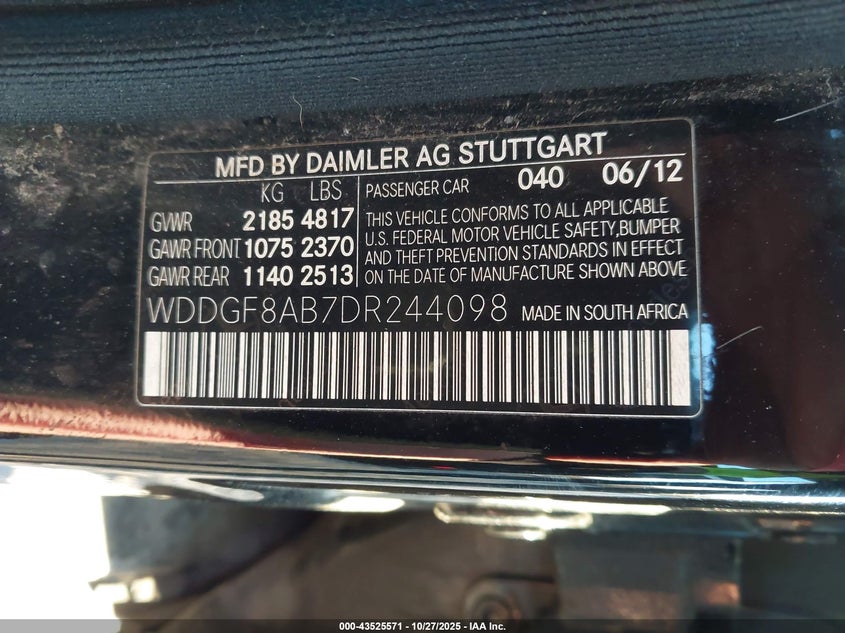 MFD BY DAIMLER AG STUTTGART
KG LBS
GVWR 2185 4817
GAWR FRONT 1075 2370
GAWR REAR 1140 2513
PASSENGER CAR 040 06/12
THIS VEHICLE CONFORMS TO ALL APPLICABLE
U.S. FEDERAL MOTOR VEHICLE SAFETY,BUMPER
AND THEFT PREVENTION STANDARDS IN EFFECT
ON THE DATE OF MANUFACTURE SHOWN ABOVE
WDDGF8AB7DR244098 MADE IN SOUTH AFRICA
000-43525571 | 10/27/2025 - IAA Inc.